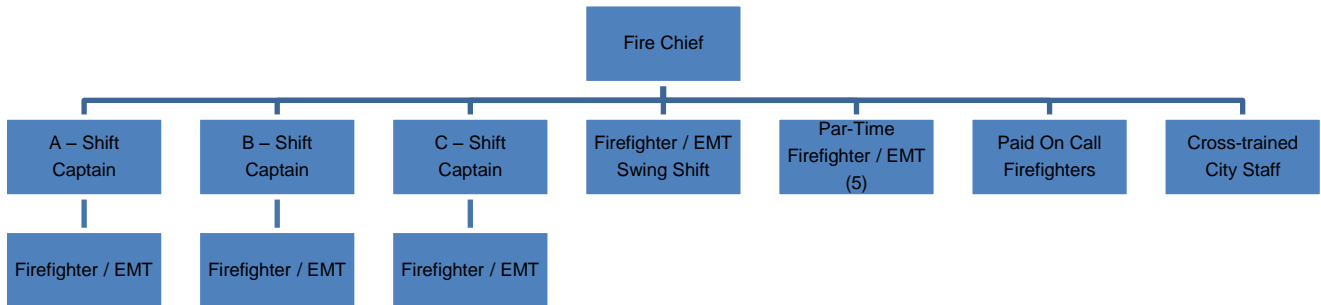 Fire Chief
A – Shift
Captain
B – Shift
Captain
C – Shift
Captain
Firefighter / EMT
Swing Shift
Par-Time
Firefighter / EMT
(5)
Paid On Call
Firefighters
Cross-trained
City Staff
Firefighter / EMT
Firefighter / EMT
Firefighter / EMT